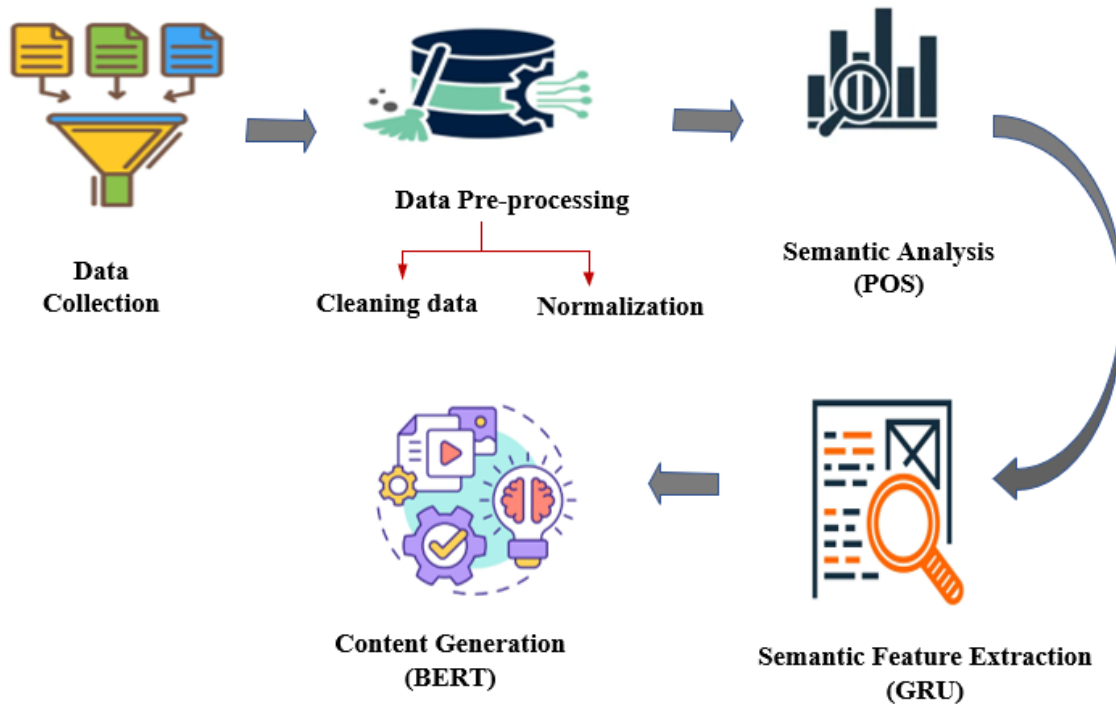 Data
Collection
Data Pre-processing
Cleaning data
Normalization
Semantic Analysis
(POS)
Semantic Feature Extraction
(GRU)
Content Generation
(BERT)